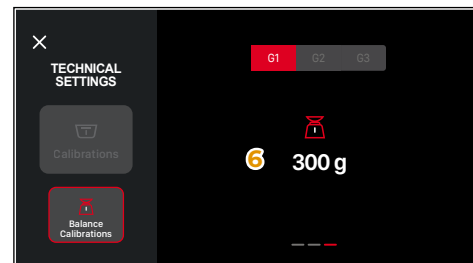 TECHNICAL
SETTINGS
Calibrations
Balance
Calibrations
G1 G2 G3
6 300 g